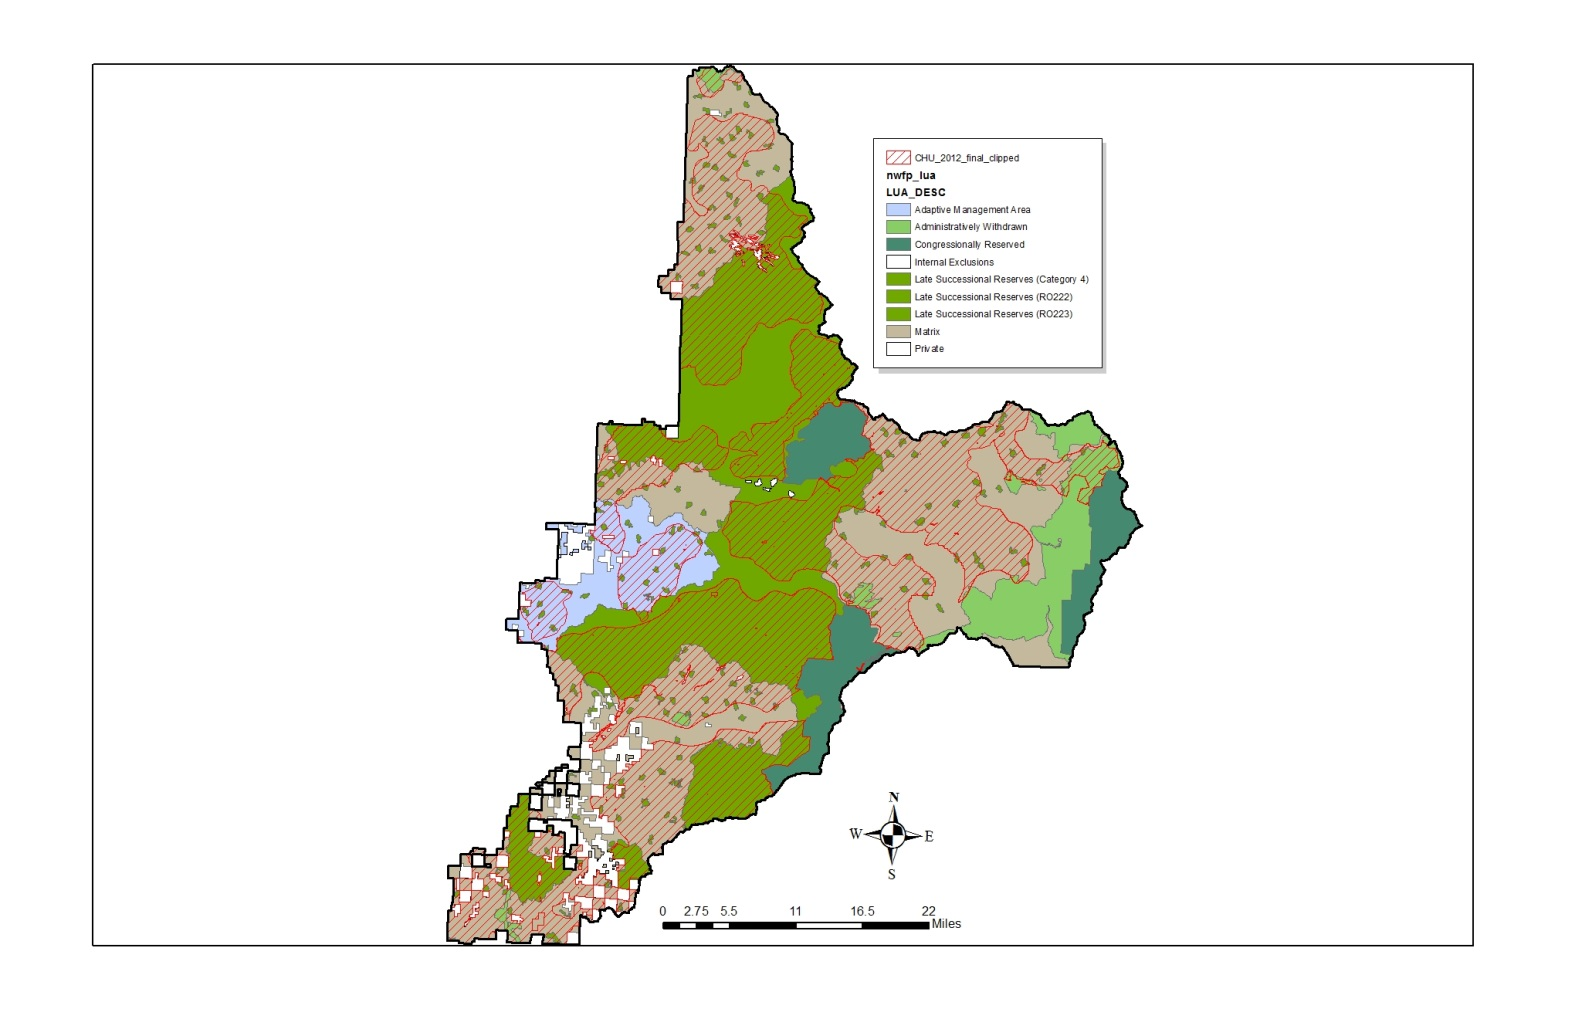 CHU_2012_final_clipped
nwfp_lua
LUA_DESC
Adaptive Management Area
Administratively Withdrawn
Congressionally Reserved
Internal Exclusions
Late Successional Reserves (Category 4)
Late Successional Reserves (RO222)
Late Successional Reserves (RO223)
Matrix
Private
N
W E
S
0 2.75 5.5 11 16.5 22
Miles